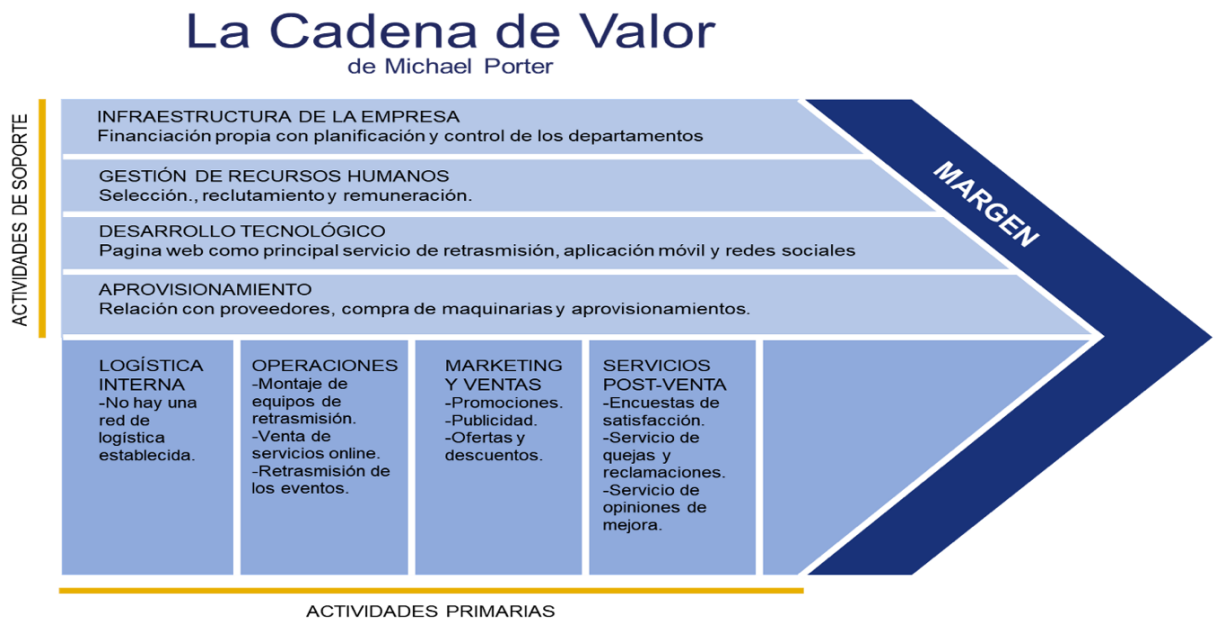 La Cadena de Valor
de Michael Porter
ACTIVIDADES DE SOPORTE
INFRAESTRUCTURA DE LA EMPRESA
Financiación propia con planificación y control de los departamentos
GESTIÓN DE RECURSOS HUMANOS
Selección., reclutamiento y remuneración.
DESARROLLO TECNOLÓGICO
Pagina web como principal servicio de retrasmisión, aplicación móvil y redes sociales
APROVISIONAMIENTO
Relación con proveedores, compra de maquinarias y aprovisionamientos.
MARGEN
LOGÍSTICA
INTERNA
-No hay una
red de
logística
establecida.
OPERACIONES
-Montaje de
equipos de
retrasmisión.
-Venta de
servicios online.
-Retrasmisión de
los eventos.
MARKETING
Y VENTAS
-Promociones.
-Publicidad.
-Ofertas y
descuentos.
SERVICIOS
POST-VENTA
-Encuestas de
satisfacción.
-Servicio de
quejas y
reclamaciones.
-Servicio de
opiniones de
mejora.
ACTIVIDADES PRIMARIAS